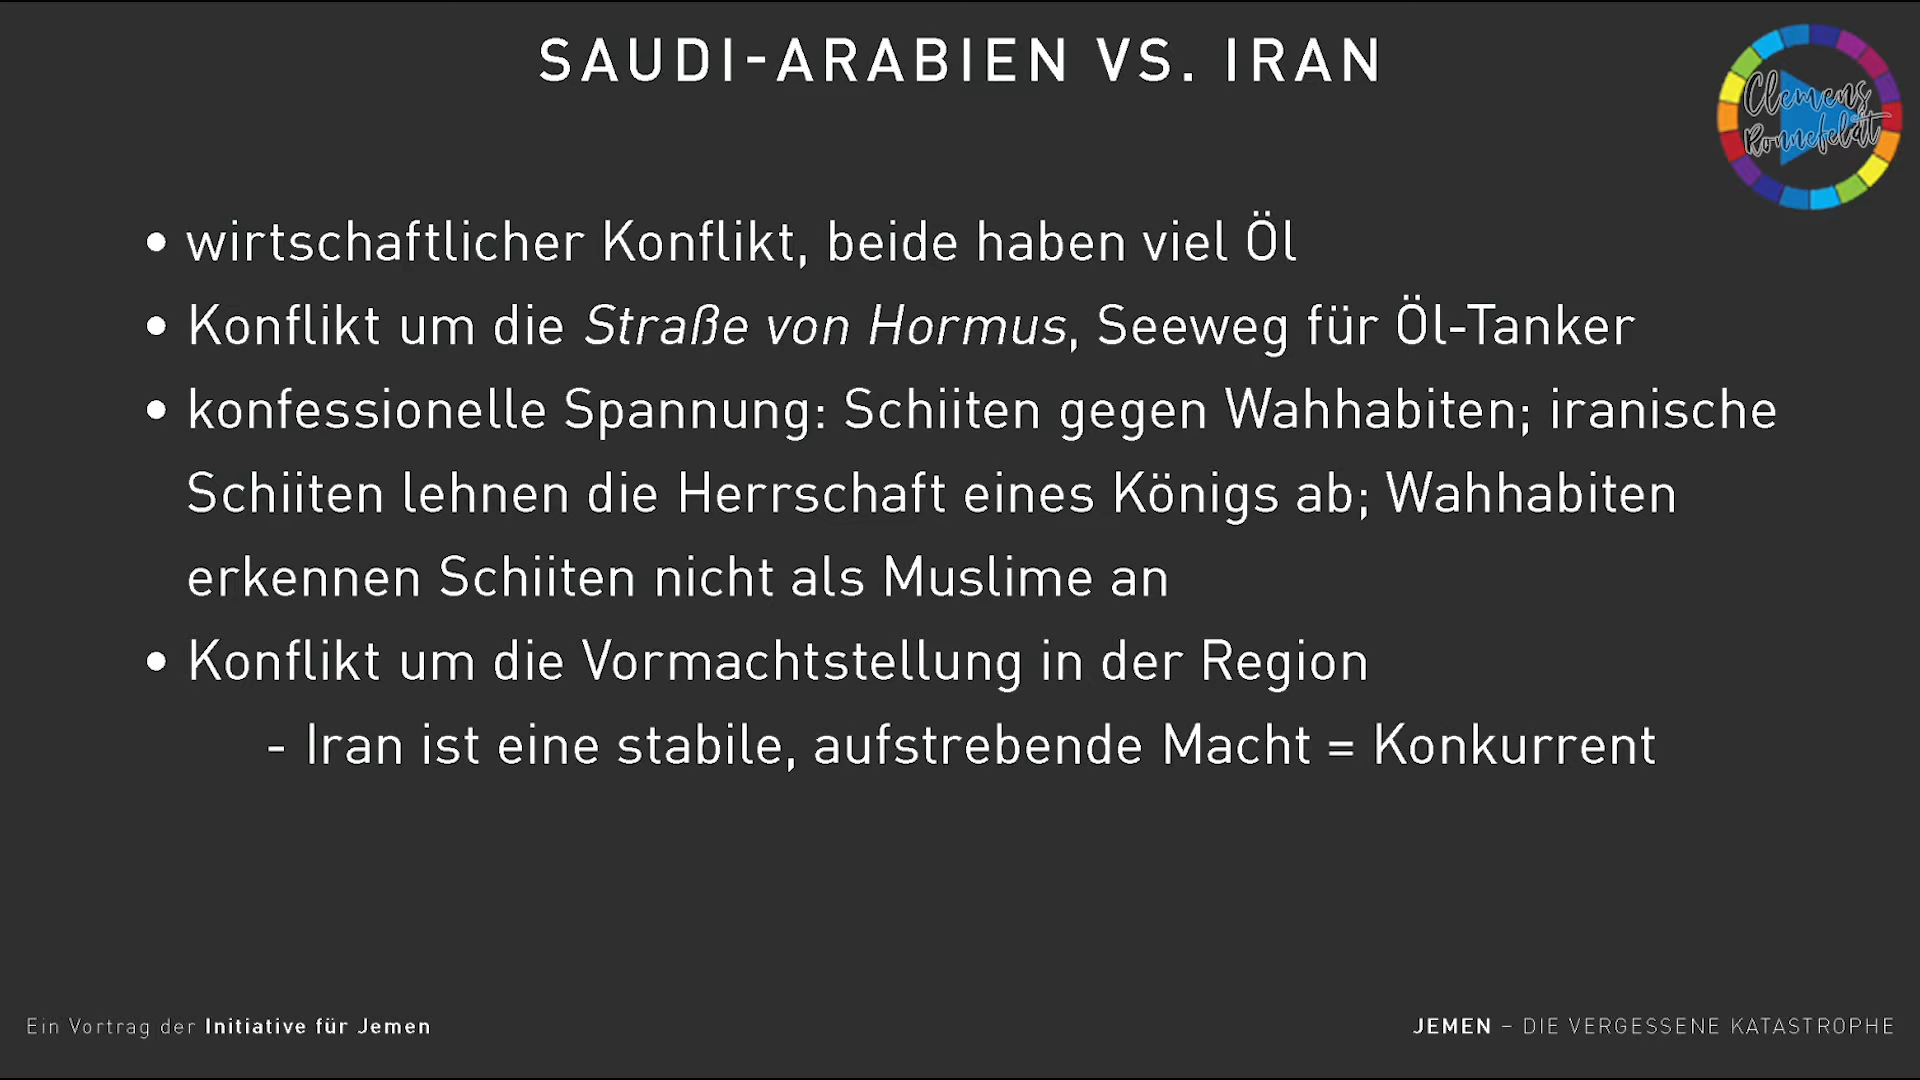 SAUDI-ARABIEN VS. IRAN
Clemens
Ronnefeldt
• wirtschaftlicher Konflikt, beide haben viel Öl
• Konflikt um die Straße von Hormus, Seeweg für Öl-Tanker
• konfessionelle Spannung: Schiiten gegen Wahhabiten; iranische
Schiiten lehnen die Herrschaft eines Königs ab; Wahhabiten
erkennen Schiiten nicht als Muslime an
• Konflikt um die Vormachtstellung in der Region
- Iran ist eine stabile, aufstrebende Macht = Konkurrent
Ein Vortrag der Initiative für Jemen
JEMEN – DIE VERGESSENE KATASTROPHE